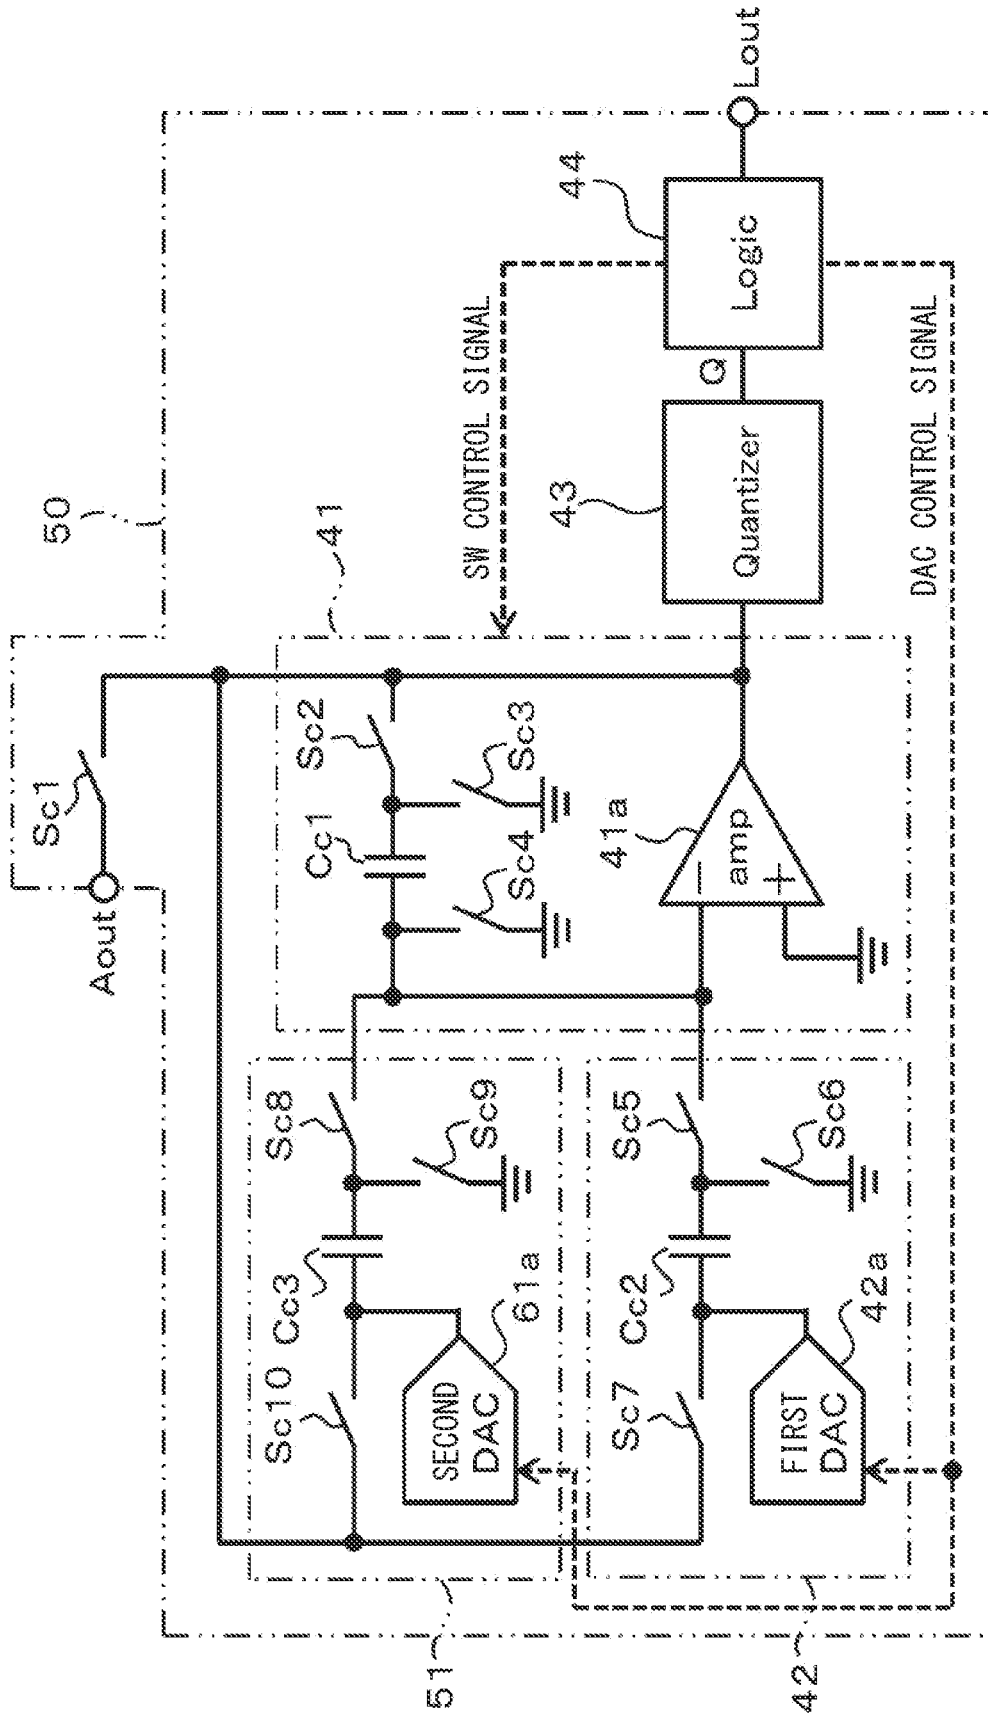 50
Sc1
Aout
41
SW CONTROL SIGNAL
44
Lout
Logic
Q
43
Quantizer
DAC CONTROL SIGNAL
Sc2
Sc3
Cc1
Sc4
41a
amp
−
+
Sc8
Sc9
Cc3
61a
Sc10
SECOND
DAC
51
Sc5
Sc6
Cc2
42a
Sc7
FIRST
DAC
42